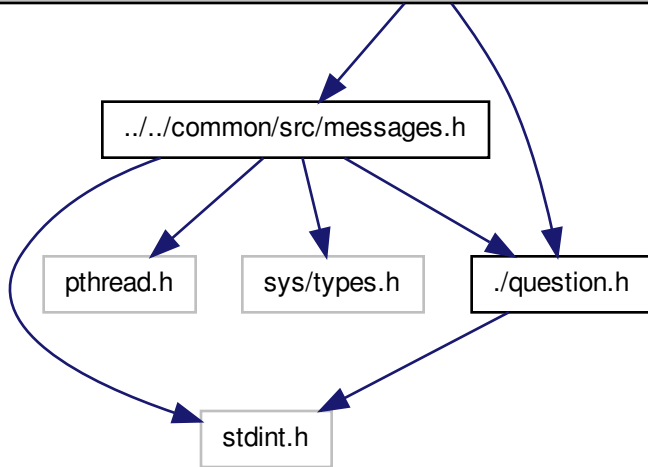 ../../common/src/messages.h
pthread.h
sys/types.h
./question.h
stdint.h